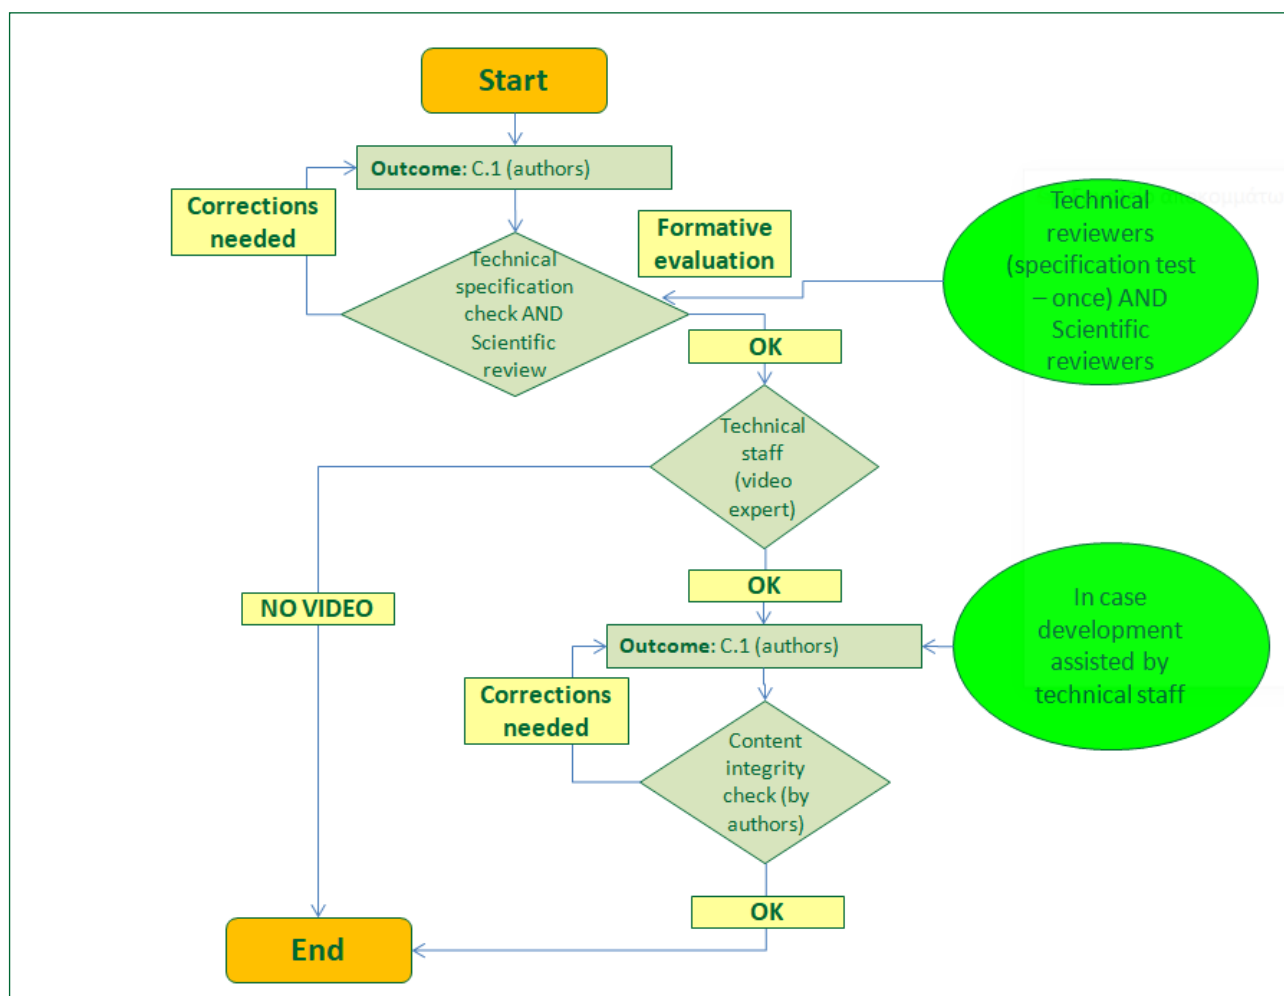 Start
Outcome: C.1 (authors)
Corrections
needed
Formative
evaluation
Technical
specification
check AND
Scientific
review
Technical
reviewers
(specification test
– once) AND
Scientific
reviewers
OK
Technical
staff
(video
expert)
NO VIDEO
OK
Outcome: C.1 (authors)
In case
development
assisted by
technical staff
Corrections
needed
Content
integrity
check (by
authors)
OK
End